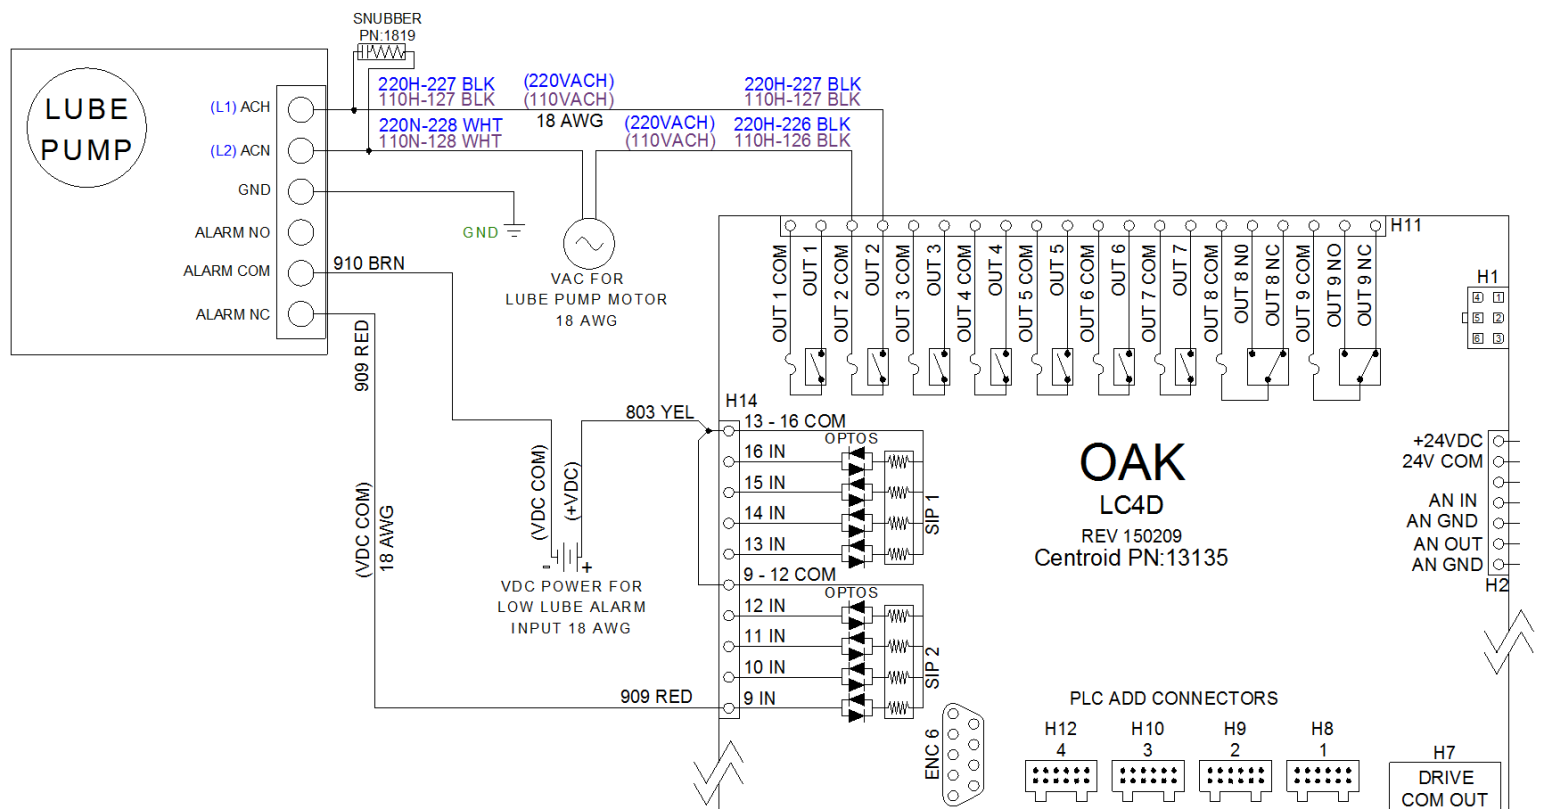 SNUBBER
PN:1819
LUBE
PUMP
(L1) ACH
(L2) ACN
GND
ALARM NO
ALARM COM
ALARM NC
220H-227 BLK
110H-127 BLK
(220VACH)
(110VACH)
18 AWG
220H-227 BLK
110H-127 BLK
220N-228 WHT
110N-128 WHT
(220VACH)
(110VACH)
220H-226 BLK
110H-126 BLK
GND
VAC FOR
LUBE PUMP MOTOR
18 AWG
910 BRN
909 RED
(VDC COM)
18 AWG
803 YEL
(VDC COM)
(+VDC)
- +
VDC POWER FOR
LOW LUBE ALARM
INPUT 18 AWG
909 RED
H11
OUT 1 COM
OUT 1
OUT 2 COM
OUT 2
OUT 3 COM
OUT 3
OUT 4 COM
OUT 4
OUT 5 COM
OUT 5
OUT 6 COM
OUT 6
OUT 7 COM
OUT 7
OUT 8 COM
OUT 8 N0
OUT 8 NC
OUT 9 COM
OUT 9 NO
OUT 9 NC
H1
4 1
5 2
6 3
H14
13 - 16 COM
OPTOS
16 IN
15 IN
14 IN
13 IN
SIP 1
9 - 12 COM
OPTOS
12 IN
11 IN
10 IN
9 IN
SIP 2
OAK
LC4D
REV 150209
Centroid PN:13135
+24VDC
24V COM
AN IN
AN GND
AN OUT
AN GND
H2
ENC 6
PLC ADD CONNECTORS
H12
4
H10
3
H9
2
H8
1
H7
DRIVE
COM OUT